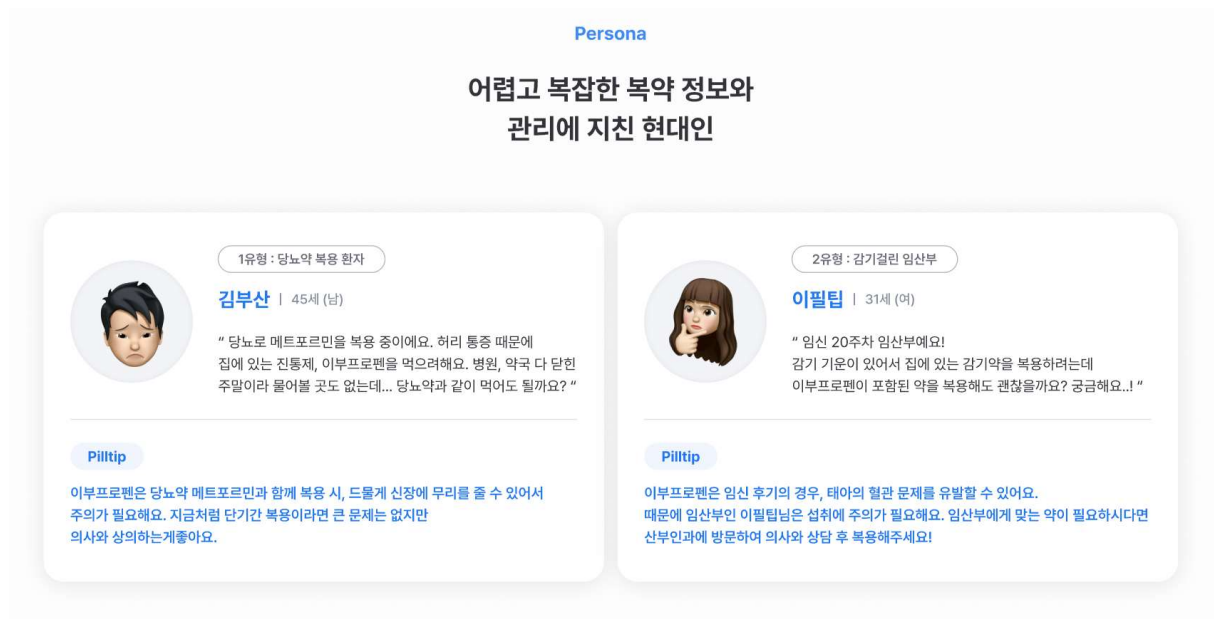 Persona
어렵고 복잡한 복약 정보와
관리에 지친 현대인
1유형 : 당뇨약 복용 환자
김부산 | 45세 (남)
“ 당뇨로 메트포르민을 복용 중이에요. 허리 통증 때문에
집에 있는 진통제, 이부프로펜을 먹으려해요. 병원, 약국 다 닫힌
주말이라 물어볼 곳도 없는데... 당뇨약과 같이 먹어도 될까요? “
Pilltip
이부프로펜은 당뇨약 메트포르민과 함께 복용 시, 드물게 신장에 무리를 줄 수 있어서
주의가 필요해요. 지금처럼 단기간 복용이라면 큰 문제는 없지만
의사와 상의하는게좋아요.
2유형 : 감기걸린 임산부
이필팁 | 31세 (여)
“ 임신 20주차 임산부예요!
감기 기운이 있어서 집에 있는 감기약을 복용하려는데
이부프로펜이 포함된 약을 복용해도 괜찮을까요? 궁금해요..! “
Pilltip
이부프로펜은 임신 후기의 경우, 태아의 혈관 문제를 유발할 수 있어요.
때문에 임산부인 이필팁님은 섭취에 주의가 필요해요. 임산부에게 맞는 약이 필요하시다면
산부인과에 방문하여 의사와 상담 후 복용해주세요!